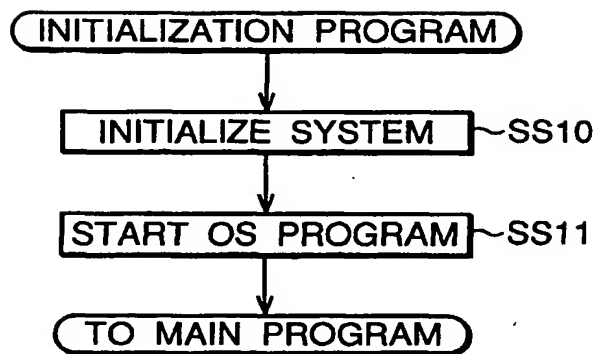 INITIALIZATION PROGRAM
INITIALIZE SYSTEM ~SS10
START OS PROGRAM ~SS11
TO MAIN PROGRAM